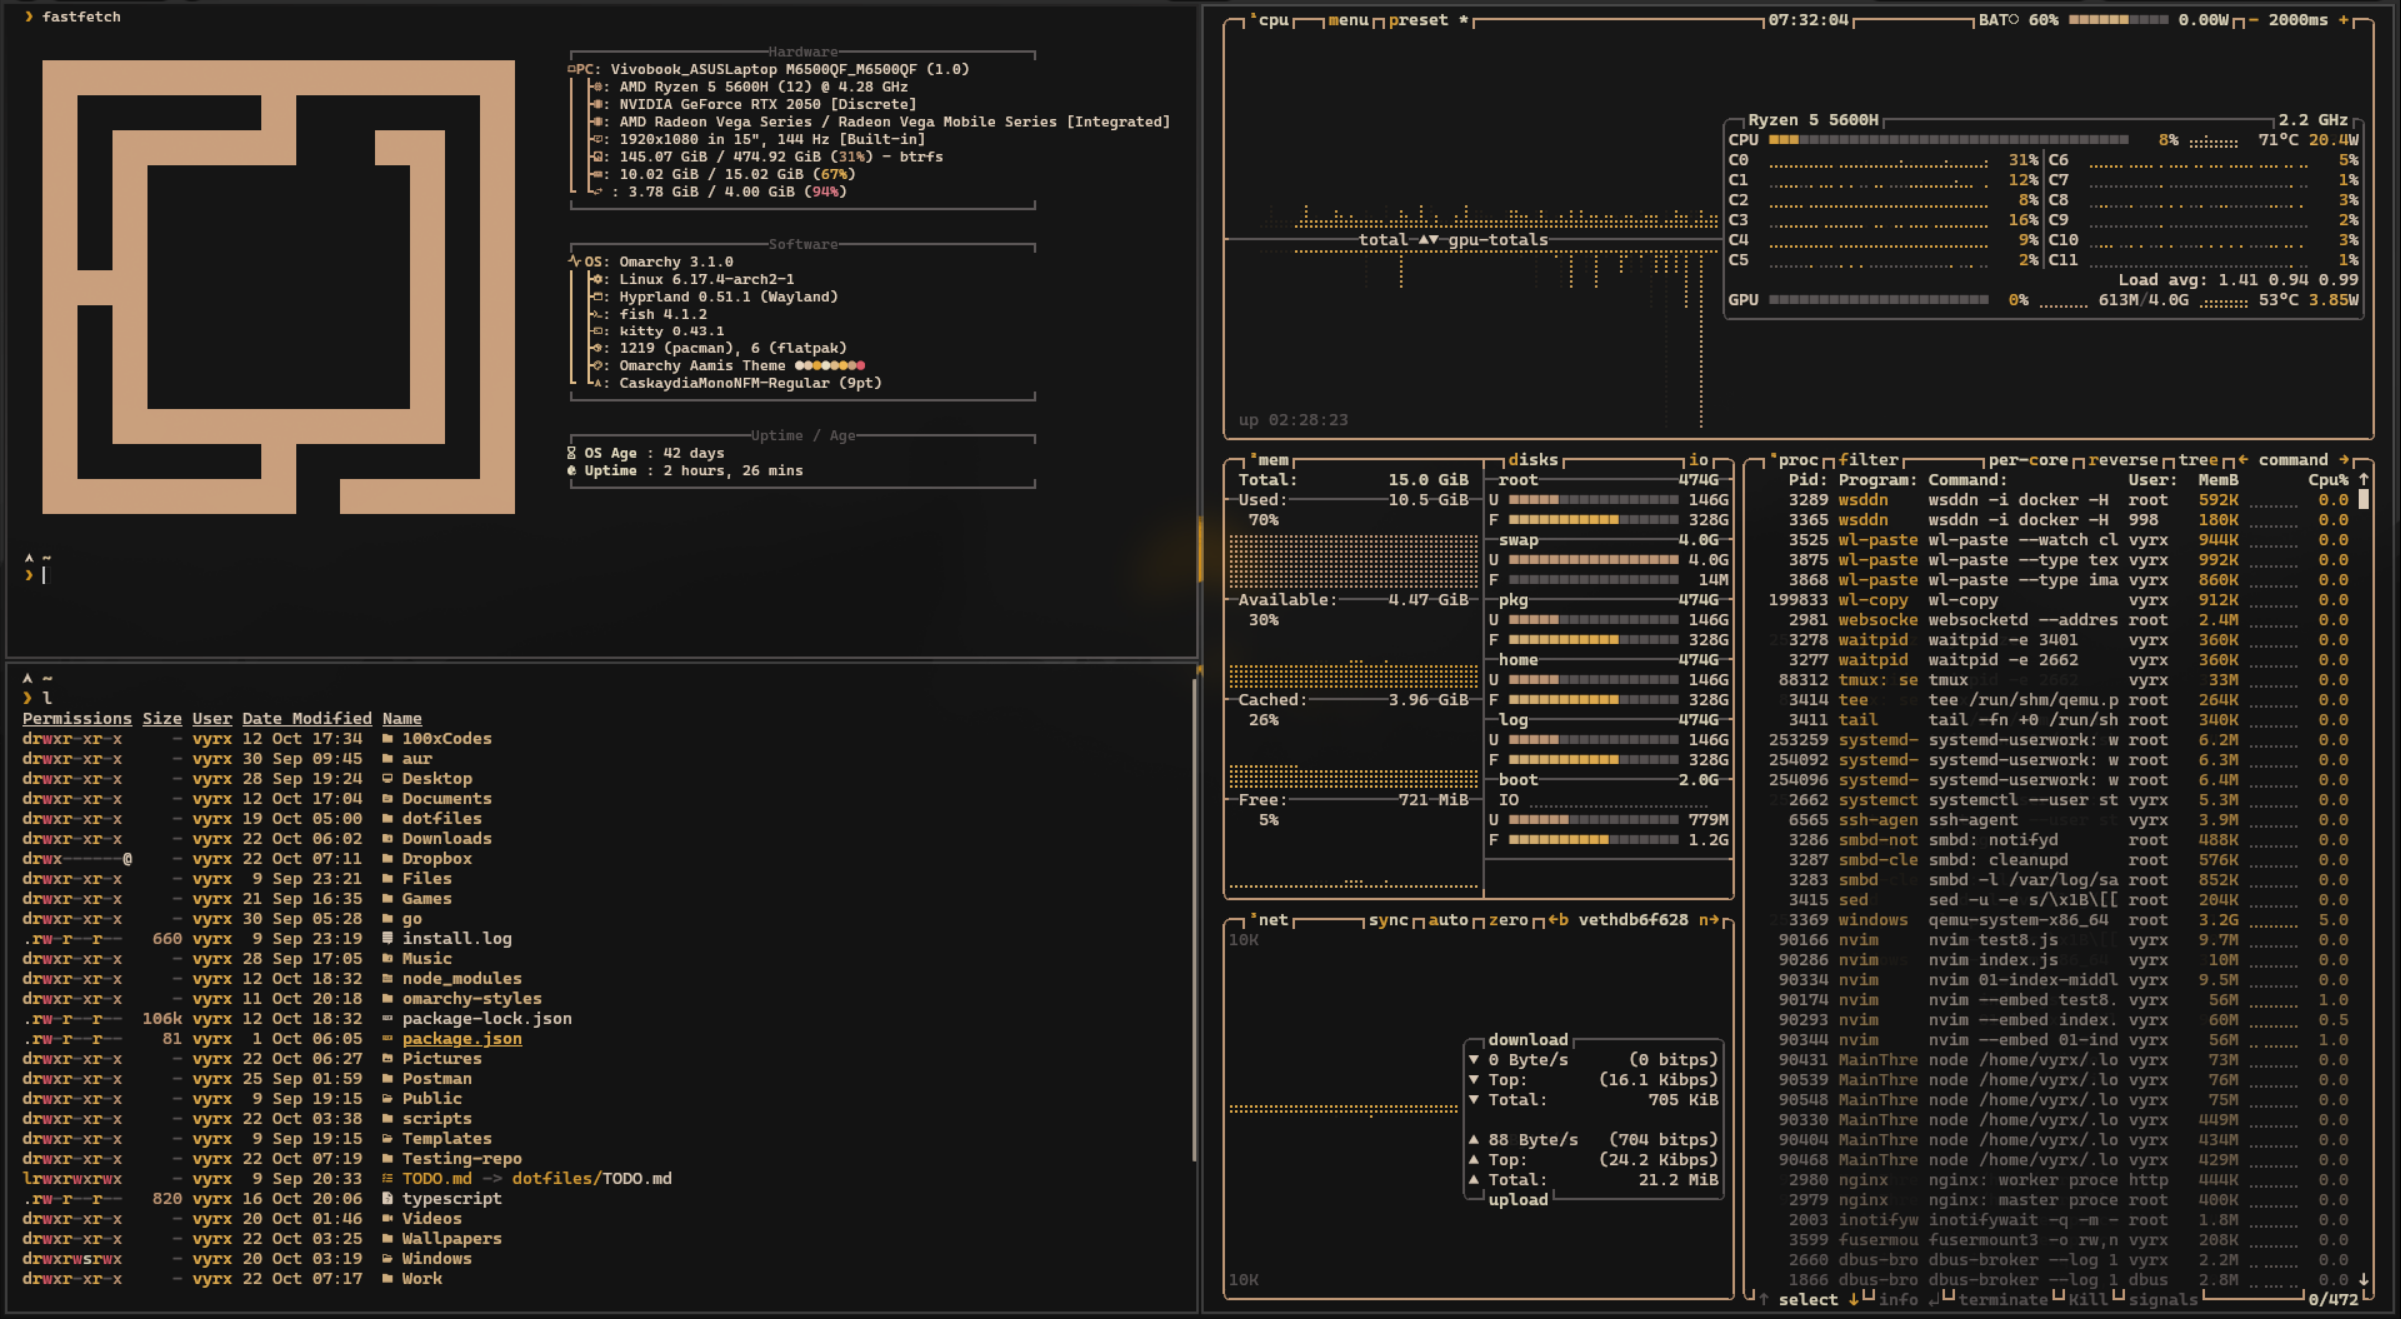 ❯ fastfetch
Hardware
PC: Vivobook_ASUSLaptop M6500QF_M6500QF (1.0)
: AMD Ryzen 5 5600H (12) @ 4.28 GHz
: NVIDIA GeForce RTX 2050 [Discrete]
: AMD Radeon Vega Series / Radeon Vega Mobile Series [Integrated]
: 1920x1080 in 15", 144 Hz [Built-in]
: 145.07 GiB / 474.92 GiB (31%) - btrfs
: 10.02 GiB / 15.02 GiB (67%)
: 3.78 GiB / 4.00 GiB (94%)
Software
OS: Omarchy 3.1.0
: Linux 6.17.4-arch2-1
: Hyprland 0.51.1 (Wayland)
: fish 4.1.2
: kitty 0.43.1
: 1219 (pacman), 6 (flatpak)
: Omarchy Aamis Theme
: CaskaydiaMonoNFM-Regular (9pt)
Uptime / Age
OS Age : 42 days
Uptime : 2 hours, 26 mins
~
❯
~
❯ l
Permissions Size User Date Modified Name
drwxr-xr-x - vyrx 12 Oct 17:34 100xCodes
drwxr-xr-x - vyrx 30 Sep 09:45 aur
drwxr-xr-x - vyrx 28 Sep 19:24 Desktop
drwxr-xr-x - vyrx 12 Oct 17:04 Documents
drwxr-xr-x - vyrx 19 Oct 05:00 dotfiles
drwxr-xr-x - vyrx 22 Oct 06:02 Downloads
drwx------@ - vyrx 22 Oct 07:11 Dropbox
drwxr-xr-x - vyrx 9 Sep 23:21 Files
drwxr-xr-x - vyrx 21 Sep 16:35 Games
drwxr-xr-x - vyrx 30 Sep 05:28 go
.rw-r--r-- 660 vyrx 9 Sep 23:19 install.log
drwxr-xr-x - vyrx 28 Sep 17:05 Music
drwxr-xr-x - vyrx 12 Oct 18:32 node_modules
drwxr-xr-x - vyrx 11 Oct 20:18 omarchy-styles
.rw-r--r-- 106k vyrx 12 Oct 18:32 package-lock.json
.rw-r--r-- 81 vyrx 1 Oct 06:05 package.json
drwxr-xr-x - vyrx 22 Oct 06:27 Pictures
drwxr-xr-x - vyrx 25 Sep 01:59 Postman
drwxr-xr-x - vyrx 9 Sep 19:15 Public
drwxr-xr-x - vyrx 22 Oct 03:38 scripts
drwxr-xr-x - vyrx 9 Sep 19:15 Templates
drwxr-xr-x - vyrx 22 Oct 07:19 Testing-repo
lrwxrwxrwx - vyrx 9 Sep 20:33 TODO.md -> dotfiles/TODO.md
.rw-r--r-- 820 vyrx 16 Oct 20:06 typescript
drwxr-xr-x - vyrx 20 Oct 01:46 Videos
drwxr-xr-x - vyrx 22 Oct 03:25 Wallpapers
drwxrwsrwx - vyrx 20 Oct 03:19 Windows
drwxr-xr-x - vyrx 22 Oct 07:17 Work
¹cpu menu preset * 07:32:04 BAT 60% 0.00W - 2000ms +
Ryzen 5 5600H 2.2 GHz
CPU 8% 71°C 20.4W
C0 31% C6 5%
C1 12% C7 1%
C2 8% C8 3%
C3 16% C9 2%
C4 9% C10 3%
C5 2% C11 1%
Load avg: 1.41 0.94 0.99
GPU 0% 613M/4.0G 53°C 3.85W
total ▲▼ gpu-totals
up 02:28:23
²mem
Total: 15.0 GiB
Used: 10.5 GiB
70%
Available: 4.47 GiB
30%
Cached: 3.96 GiB
26%
Free: 721 MiB
5%
disks io
root 474G
U 146G
F 328G
swap 4.0G
U 4.0G
F 14M
pkg 474G
U 146G
F 328G
home 474G
U 146G
F 328G
log 474G
U 146G
F 328G
boot 2.0G
IO
U 779M
F 1.2G
³net sync auto zero ←b vethdb6f628 n→
10K
download
▼ 0 Byte/s (0 bitps)
▼ Top: (16.1 Kibps)
▼ Total: 705 KiB
▲ 88 Byte/s (704 bitps)
▲ Top: (24.2 Kibps)
▲ Total: 21.2 MiB
upload
10K
⁴proc filter per-core reverse tree ← command →
Pid: Program: Command: User: MemB Cpu% ↑
3289 wsddn wsddn -i docker -H root 592K 0.0
3365 wsddn wsddn -i docker -H 998 180K 0.0
3525 wl-paste wl-paste --watch cl vyrx 944K 0.0
3875 wl-paste wl-paste --type tex vyrx 992K 0.0
3868 wl-paste wl-paste --type ima vyrx 860K 0.0
199833 wl-copy wl-copy vyrx 912K 0.0
2981 websocke websocketd --addres root 2.4M 0.0
3278 waitpid waitpid -e 3401 vyrx 360K 0.0
3277 waitpid waitpid -e 2662 vyrx 360K 0.0
88312 tmux: se tmux vyrx 33M 0.0
3414 tee tee /run/shm/qemu.p root 264K 0.0
3411 tail tail -fn +0 /run/sh root 340K 0.0
253259 systemd- systemd-userwork: w root 6.2M 0.0
254092 systemd- systemd-userwork: w root 6.3M 0.0
254096 systemd- systemd-userwork: w root 6.4M 0.0
2662 systemct systemctl --user st vyrx 5.3M 0.0
6565 ssh-agen ssh-agent vyrx 3.9M 0.0
3286 smbd-not smbd: notifyd root 488K 0.0
3287 smbd-cle smbd: cleanupd root 576K 0.0
3283 smbd smbd -l /var/log/sa root 852K 0.0
3415 sed sed -u -e s/\x1B\[[ root 204K 0.0
3369 windows qemu-system-x86_64 root 3.2G 5.0
90166 nvim nvim test8.js vyrx 9.7M 0.0
90286 nvim nvim index.js vyrx 10M 0.0
90334 nvim nvim 01-index-middl vyrx 9.5M 0.0
90174 nvim nvim --embed test8. vyrx 56M 1.0
90293 nvim nvim --embed index. vyrx 60M 0.5
90344 nvim nvim --embed 01-ind vyrx 56M 1.0
90431 MainThre node /home/vyrx/.lo vyrx 73M 0.0
90539 MainThre node /home/vyrx/.lo vyrx 76M 0.0
90548 MainThre node /home/vyrx/.lo vyrx 75M 0.0
90330 MainThre node /home/vyrx/.lo vyrx 449M 0.0
90404 MainThre node /home/vyrx/.lo vyrx 434M 0.0
90468 MainThre node /home/vyrx/.lo vyrx 429M 0.0
2980 nginx nginx: worker proce http 444K 0.0
2979 nginx nginx: master proce root 400K 0.0
2003 inotifyw inotifywait -q -m - root 1.8M 0.0
3599 fusermou fusermount3 -o rw,n vyrx 208K 0.0
2660 dbus-bro dbus-broker --log 1 vyrx 2.2M 0.0
1866 dbus-bro dbus-broker --log 1 dbus 2.8M 0.0 ↓
↑ select ↓ info ↲ terminate Kill signals 0/472